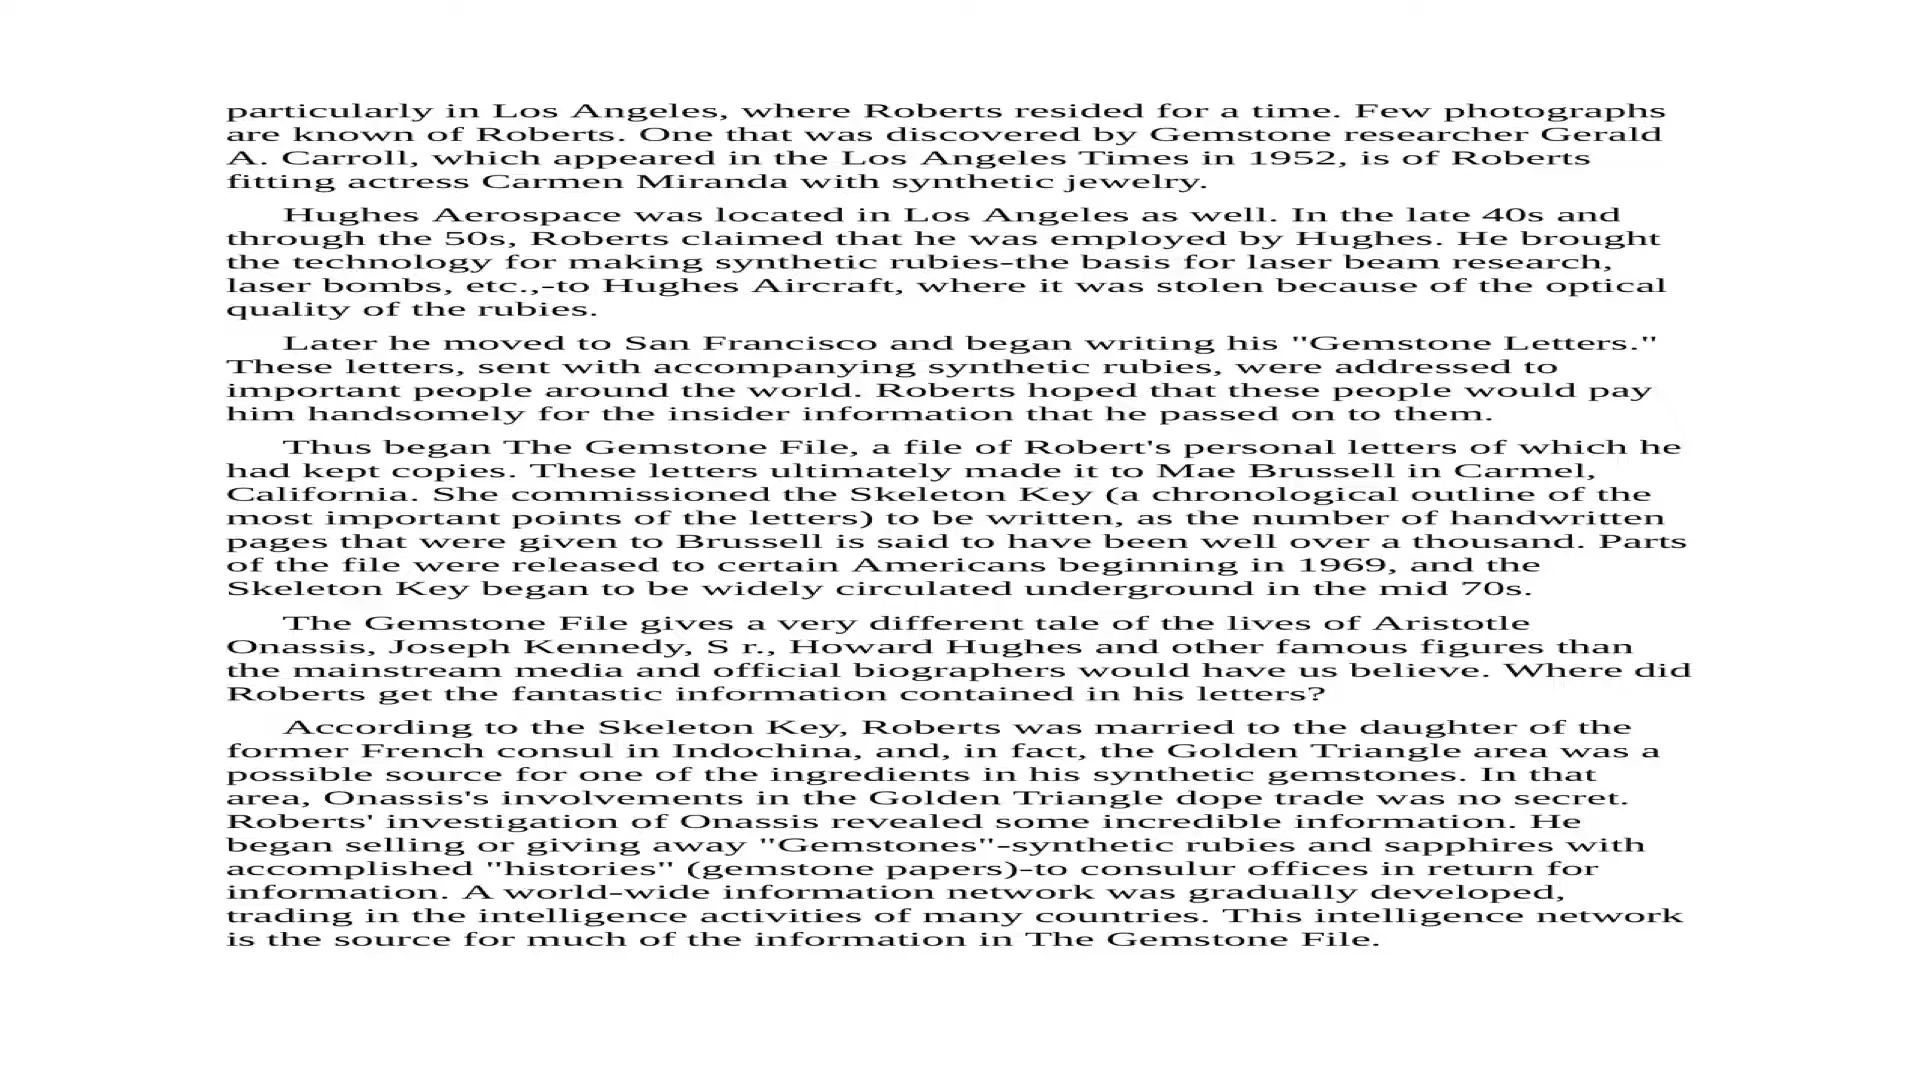 particularly in Los Angeles, where Roberts resided for a time. Few photographs
are known of Roberts. One that was discovered by Gemstone researcher Gerald
A. Carroll, which appeared in the Los Angeles Times in 1952, is of Roberts
fitting actress Carmen Miranda with synthetic jewelry.
Hughes Aerospace was located in Los Angeles as well. In the late 40s and
through the 50s, Roberts claimed that he was employed by Hughes. He brought
the technology for making synthetic rubies-the basis for laser beam research,
laser bombs, etc.,-to Hughes Aircraft, where it was stolen because of the optical
quality of the rubies.
Later he moved to San Francisco and began writing his "Gemstone Letters."
These letters, sent with accompanying synthetic rubies, were addressed to
important people around the world. Roberts hoped that these people would pay
him handsomely for the insider information that he passed on to them.
Thus began The Gemstone File, a file of Robert's personal letters of which he
had kept copies. These letters ultimately made it to Mae Brussell in Carmel,
California. She commissioned the Skeleton Key (a chronological outline of the
most important points of the letters) to be written, as the number of handwritten
pages that were given to Brussell is said to have been well over a thousand. Parts
of the file were released to certain Americans beginning in 1969, and the
Skeleton Key began to be widely circulated underground in the mid 70s.
The Gemstone File gives a very different tale of the lives of Aristotle
Onassis, Joseph Kennedy, S r., Howard Hughes and other famous figures than
the mainstream media and official biographers would have us believe. Where did
Roberts get the fantastic information contained in his letters?
According to the Skeleton Key, Roberts was married to the daughter of the
former French consul in Indochina, and, in fact, the Golden Triangle area was a
possible source for one of the ingredients in his synthetic gemstones. In that
area, Onassis's involvements in the Golden Triangle dope trade was no secret.
Roberts' investigation of Onassis revealed some incredible information. He
began selling or giving away "Gemstones"-synthetic rubies and sapphires with
accomplished "histories" (gemstone papers)-to consulur offices in return for
information. A world-wide information network was gradually developed,
trading in the intelligence activities of many countries. This intelligence network
is the source for much of the information in The Gemstone File.